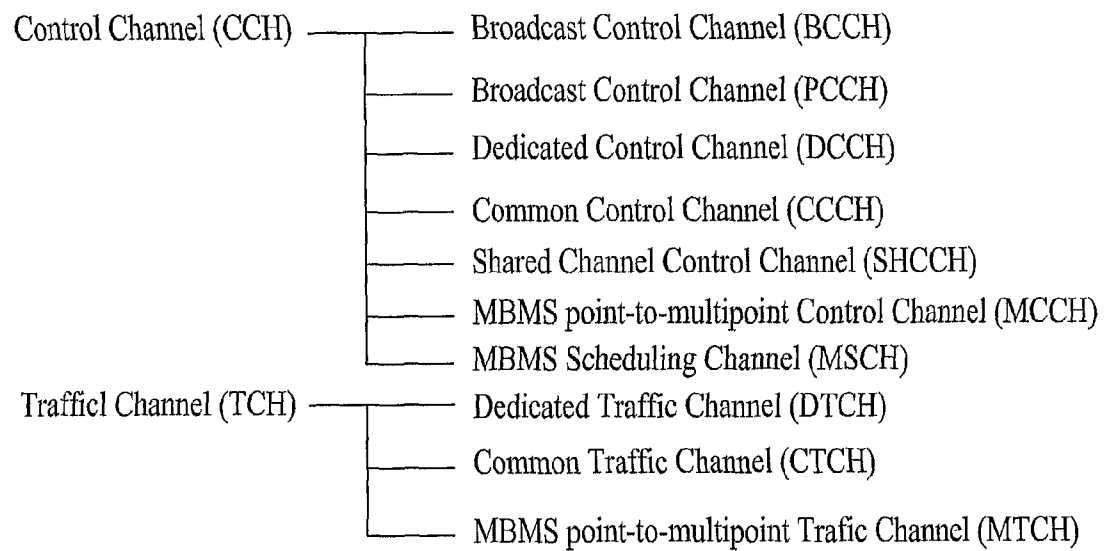 Control Channel (CCH)
Broadcast Control Channel (BCCH)
Broadcast Control Channel (PCCH)
Dedicated Control Channel (DCCH)
Common Control Channel (CCCH)
Shared Channel Control Channel (SHCCH)
MBMS point-to-multipoint Control Channel (MCCH)
MBMS Scheduling Channel (MSCH)
Trafficl Channel (TCH)
Dedicated Traffic Channel (DTCH)
Common Traffic Channel (CTCH)
MBMS point-to-multipoint Trafic Channel (MTCH)